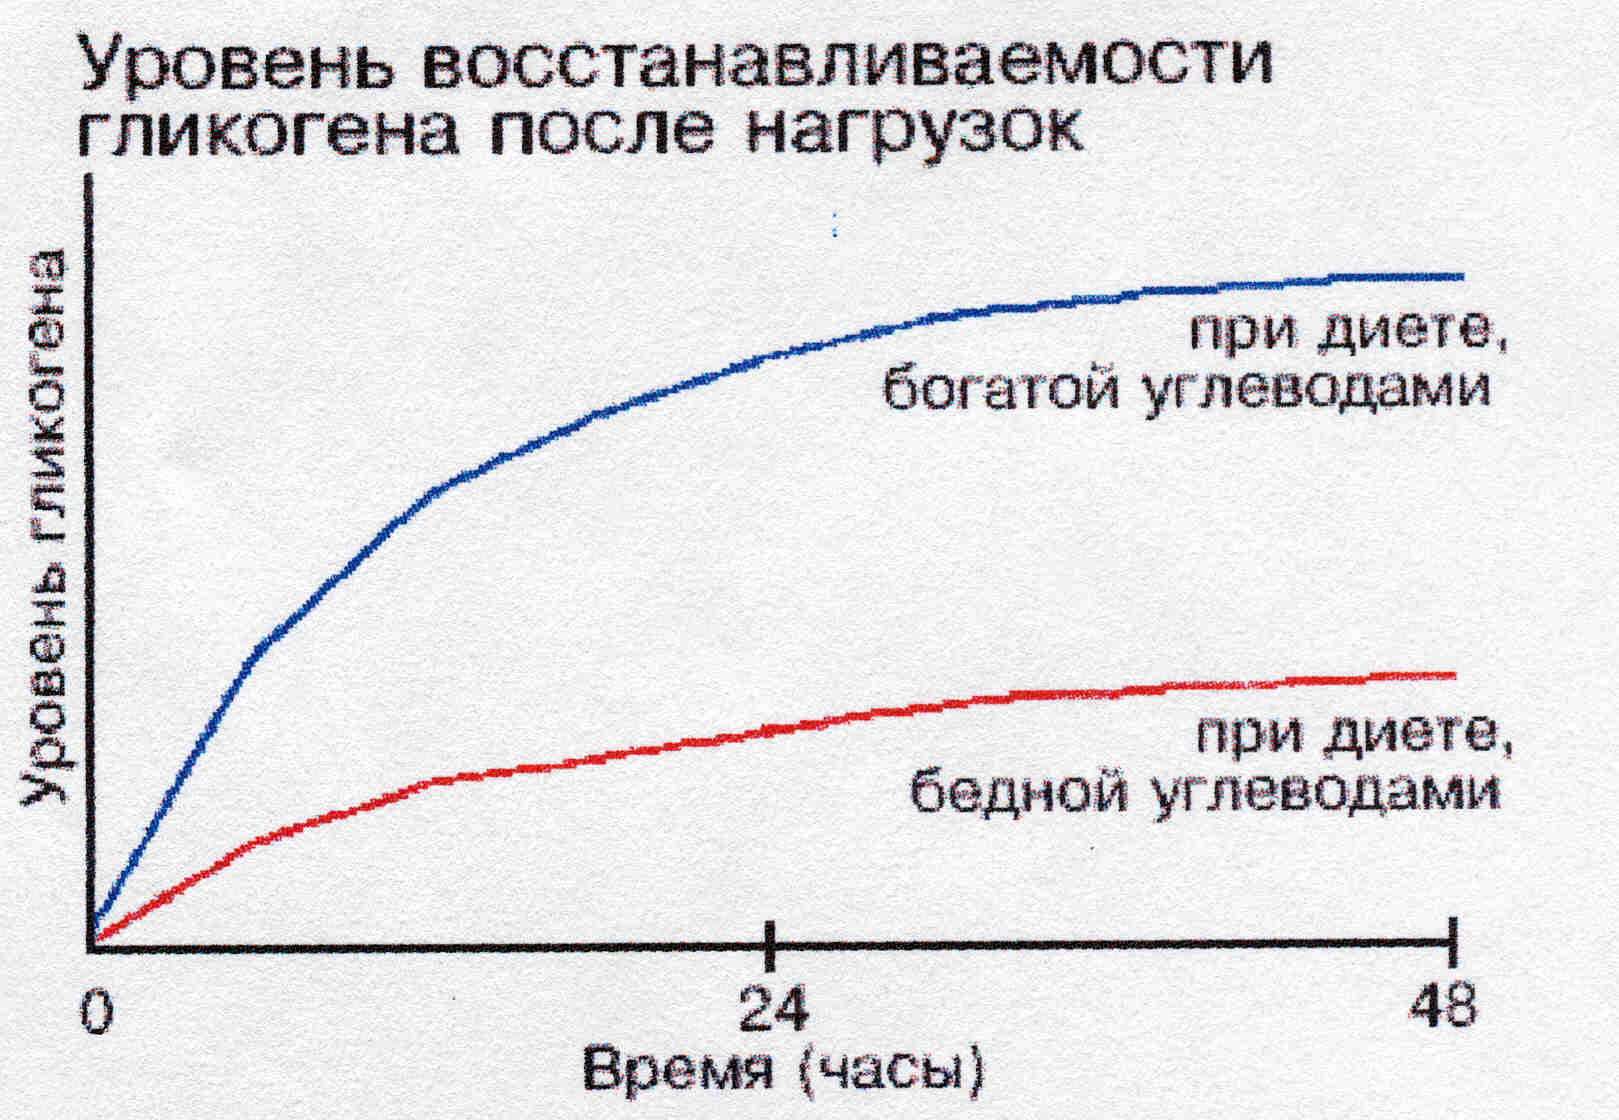 Уровень восстанавливаемости
гликогена после нагрузок
Уровень гликогена
при диете,
богатой углеводами
при диете,
бедной углеводами
0
24
48
Время (часы)